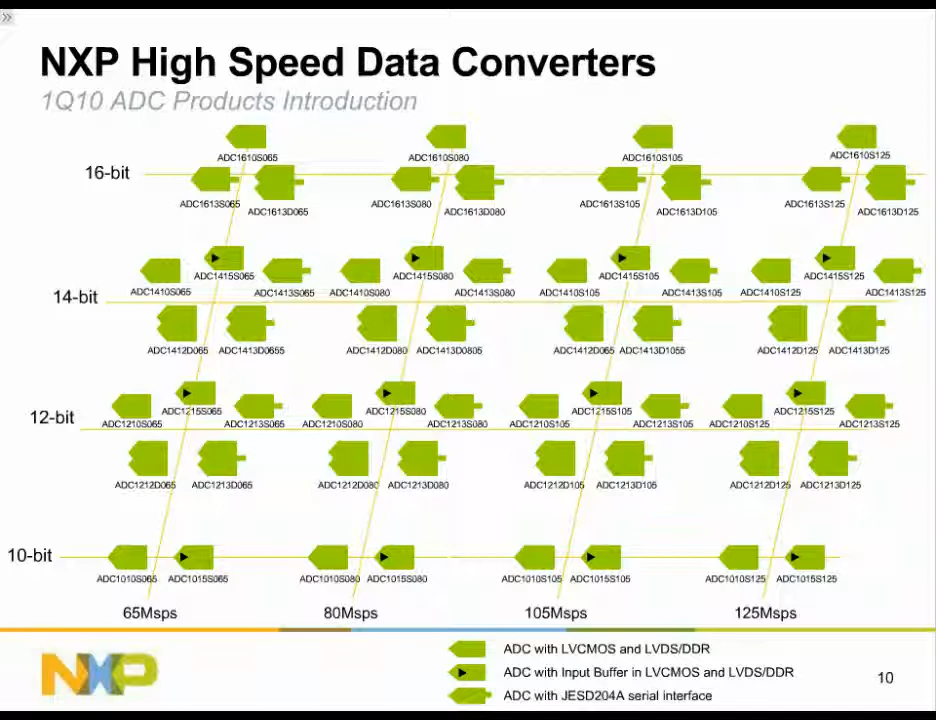 »
NXP High Speed Data Converters
1Q10 ADC Products Introduction
ADC1610S065 ADC1610S080 ADC1610S105 ADC1610S125
16-bit
ADC1613S065 ADC1613D065 ADC1613S080 ADC1613D080 ADC1613S105 ADC1613D105 ADC1613S125 ADC1613D125
ADC1415S065 ADC1415S080 ADC1415S105 ADC1415S125
ADC1410S065 ADC1413S065 ADC1410S080 ADC1413S080 ADC1410S105 ADC1413S105 ADC1410S125 ADC1413S125
14-bit
ADC1412D065 ADC1413D0655 ADC1412D080 ADC1413D0805 ADC1412D065 ADC1413D1055 ADC1412D125 ADC1413D125
ADC1215S065 ADC1215S080 ADC1215S105 ADC1215S125
12-bit
ADC1210S065 ADC1213S065 ADC1210S080 ADC1213S080 ADC1210S105 ADC1213S105 ADC1210S125 ADC1213S125
ADC1212D065 ADC1213D065 ADC1212D080 ADC1213D080 ADC1212D105 ADC1213D105 ADC1212D125 ADC1213D125
10-bit
ADC1010S065 ADC1015S065 ADC1010S080 ADC1015S080 ADC1010S105 ADC1015S105 ADC1010S125 ADC1015S125
65Msps 80Msps 105Msps 125Msps
ADC with LVCMOS and LVDS/DDR
ADC with Input Buffer in LVCMOS and LVDS/DDR
ADC with JESD204A serial interface
NXP
10